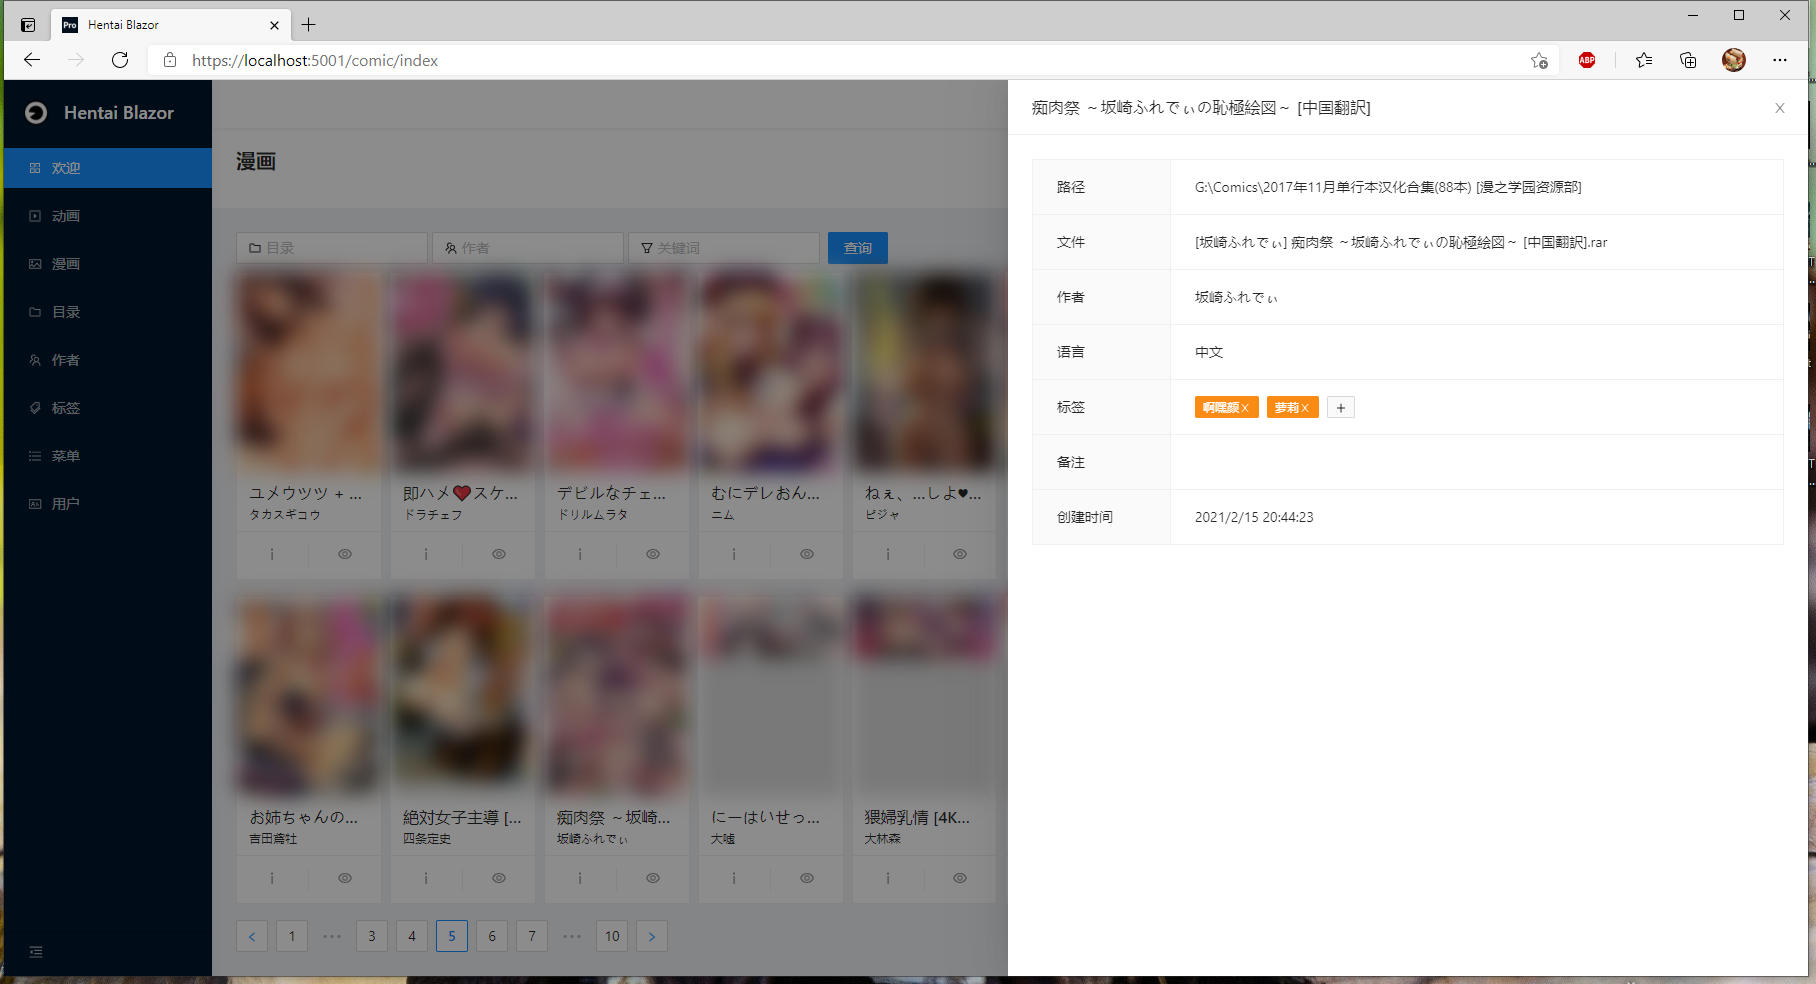 Hentai Blazor
https://localhost:5001/comic/index
ABP
Hentai Blazor
欢迎
动画
漫画
目录
作者
标签
菜单
用户
漫画
目录
作者
关键词
查询
ユメウツツ + ...
タカスギコウ
即ハメ❤スケ...
ドラチェフ
デビルなチェ...
ドリルムラタ
むにデレおん...
ニム
ねぇ、...しよ♥...
ピジャ
お姉ちゃんの...
吉田鳶社
絶対女子主導 [...
四条定史
痴肉祭 ～坂崎...
坂崎ふれでぃ
にーはいせっ...
大嘘
猥婦乳情 [4K...
大林森
< 1 ••• 3 4 5 6 7 ••• 10 >
痴肉祭 ～坂崎ふれでぃの恥極絵図～ [中国翻訳]
路径 G:\Comics\2017年11月单行本汉化合集(88本) [漫之学园资源部]
文件 [坂崎ふれでぃ] 痴肉祭 ～坂崎ふれでぃの恥極絵図～ [中国翻訳].rar
作者 坂崎ふれでぃ
语言 中文
标签 啊嘿颜 萝莉 +
备注
创建时间 2021/2/15 20:44:23